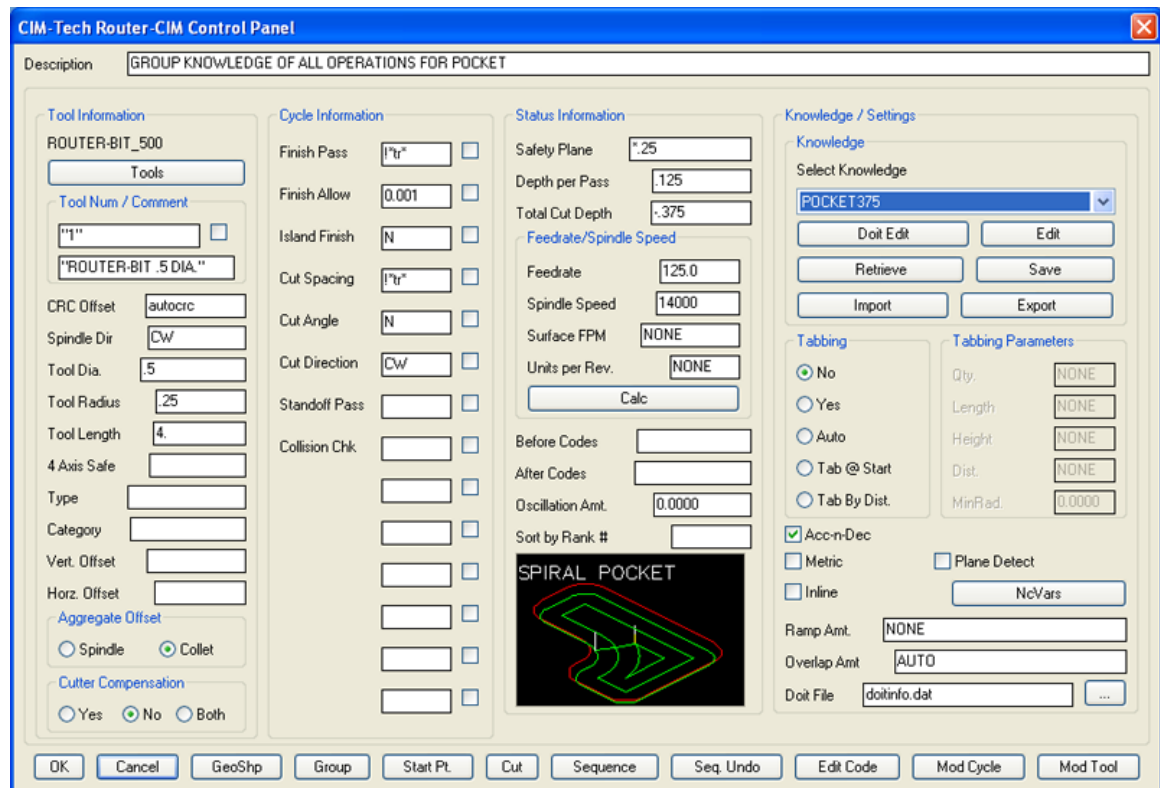 CIM-Tech Router-CIM Control Panel
Description GROUP KNOWLEDGE OF ALL OPERATIONS FOR POCKET
Tool Information
ROUTER-BIT_500
Tools
Tool Num / Comment
"1"
"ROUTER-BIT .5 DIA."
CRC Offset autocrc
Spindle Dir CW
Tool Dia. .5
Tool Radius .25
Tool Length 4.
4 Axis Safe
Type
Category
Vert. Offset
Horz. Offset
Aggregate Offset
Spindle Collet
Cutter Compensation
Yes No Both
Cycle Information
Finish Pass !"tr"
Finish Allow 0.001
Island Finish N
Cut Spacing !"tr"
Cut Angle N
Cut Direction CW
Standoff Pass
Collision Chk
Status Information
Safety Plane *.25
Depth per Pass .125
Total Cut Depth -.375
Feedrate/Spindle Speed
Feedrate 125.0
Spindle Speed 14000
Surface FPM NONE
Units per Rev. NONE
Calc
Before Codes
After Codes
Oscillation Amt. 0.0000
Sort by Rank #
SPIRAL POCKET
Knowledge / Settings
Knowledge
Select Knowledge
POCKET375
Doit Edit Edit
Retrieve Save
Import Export
Tabbing
No
Yes
Auto
Tab @ Start
Tab By Dist.
Tabbing Parameters
Qty. NONE
Length NONE
Height NONE
Dist. NONE
MinRad. 0.0000
Acc-n-Dec
Metric Plane Detect
Inline NcVars
Ramp Amt. NONE
Overlap Amt AUTO
Doit File doitinfo.dat ...
OK Cancel GeoShp Group Start Pt. Cut Sequence Seq. Undo Edit Code Mod Cycle Mod Tool